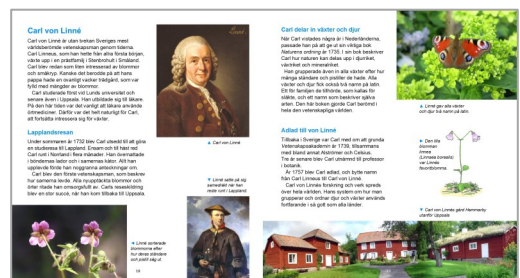 Carl von Linné
Carl von Linné är utan tvekan Sveriges mest
världsberömde vetenskapsman genom tiderna.
Carl Linneus, som han hette från allra första början,
växte upp i en prästfamilj i Stenbrohult i Småland.
Carl blev redan som liten intresserad av blommor
och småkryp. Kanske det berodde på att hans
pappa hade en ovanligt vacker trädgård, som var
fylld med mängder av blommor.
Carl studerade först vid Lunds universitet och
senare även i Uppsala. Han utbildade sig till läkare.
På den här tiden var det vanligt att läkare använde
örtmediciner. Därför var det helt naturligt för Carl,
att fortsätta intressera sig för växter.
Lapplandsresan
Under sommaren år 1732 blev Carl utsedd till att göra
en studieresa till Lappland. Ensam och till häst red
Carl runt i Norrland i flera månader. Han övernattade
i böndernas lador och i samernas kåtor. Allt han
upplevde förde han noggranna anteckningar om.
Carl blev den förste vetenskapsman, som beskrev
hur samerna levde. Alla nyupptäckta blommor och
örter ritade han omsorgsfullt av. Carls reseskildring
blev en stor succé, när han kom tillbaka till Uppsala.
▲ Carl von Linné
◄ Linné satte på sig
samedräkt när han
reste runt i Lappland.
◄ Linné sorterade
blommorna efter
hur deras ståndare
och pistill såg ut.
Carl delar in växter och djur
När Carl vistades några år i Nederländerna,
passade han på att ge ut sin viktiga bok
Naturens ordning år 1735. I sin bok beskriver
Carl hur naturen kan delas upp i djurriket,
växtriket och mineralriket.
Han grupperade även in alla växter efter hur
många ståndare och pistiller de hade. Alla
växter och djur fick också två namn på latin.
Ett för familjen de tillhörde, som kallas för
släkte, och ett namn som beskriver själva
arten. Den här boken gjorde Carl berömd i
hela den vetenskapliga världen.
Adlad till von Linné
Tillbaka i Sverige var Carl med om att grunda
Vetenskapsakademin år 1739, tillsammans
med bland annat Alströmer och Celsius.
Tre år senare blev Carl utnämnd till professor
i botanik.
År 1757 blev Carl adlad, och bytte namn
från Carl Linneus till Carl von Linné.
Carl von Linnés forskning och verk spreds
över hela världen. Hans system om hur man
grupperar och ordnar djur och växter används
fortfarande i så gott som alla länder.
▲ Linné gav alla växter
och djur två namn på latin.
► Den lilla
blomman
linnea
(Linnaea borealis)
var Linnés
favoritblomma.
▼ Carl von Linnés gård Hammarby
utanför Uppsala